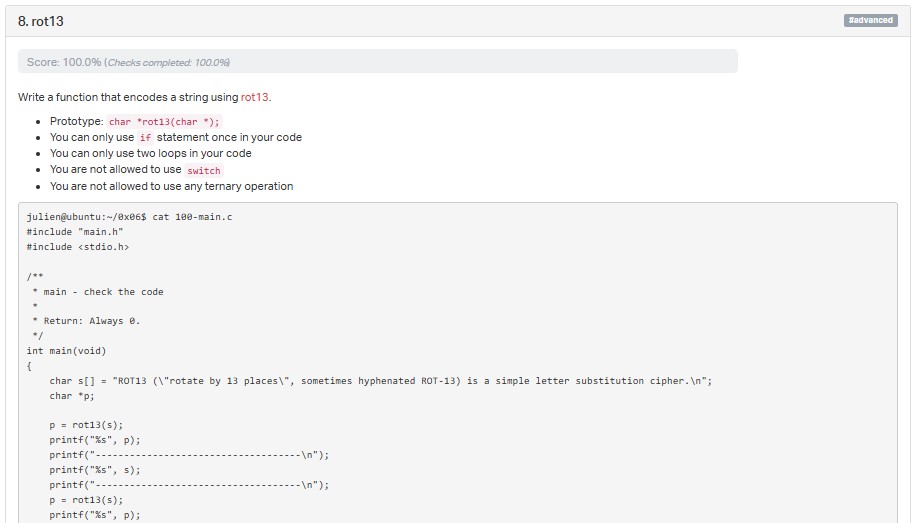 8. rot13
#advanced
Score: 100.0% (Checks completed: 100.0%)
Write a function that encodes a string using rot13.
• Prototype: char *rot13(char *);
• You can only use if statement once in your code
• You can only use two loops in your code
• You are not allowed to use switch
• You are not allowed to use any ternary operation
julien@ubuntu:~/0x06$ cat 100-main.c
#include "main.h"
#include <stdio.h>
/**
 * main - check the code
 *
 * Return: Always 0.
 */
int main(void)
{
    char s[] = "ROT13 (\"rotate by 13 places\", sometimes hyphenated ROT-13) is a simple letter substitution cipher.\n";
    char *p;
    p = rot13(s);
    printf("%s", p);
    printf("------------------------------------\n");
    printf("%s", s);
    printf("------------------------------------\n");
    p = rot13(s);
    printf("%s", p);